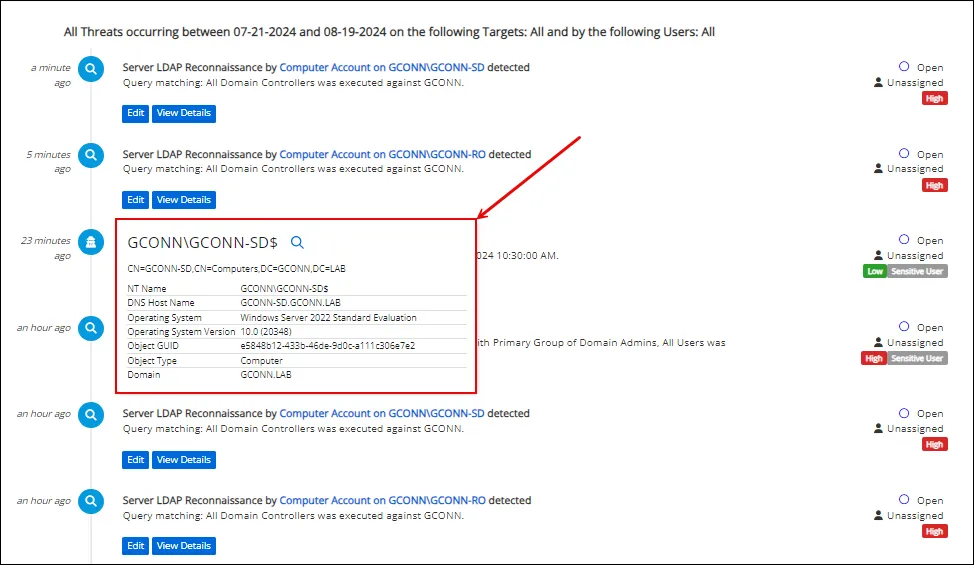 All Threats occurring between 07-21-2024 and 08-19-2024 on the following Targets: All and by the following Users: All
a minute ago
Server LDAP Reconnaissance by Computer Account on GCONN\GCONN-SD detected
Query matching: All Domain Controllers was executed against GCONN.
Edit View Details
Open
Unassigned
High
5 minutes ago
Server LDAP Reconnaissance by Computer Account on GCONN\GCONN-RO detected
Query matching: All Domain Controllers was executed against GCONN.
Edit View Details
Open
Unassigned
High
23 minutes ago
024 10:30:00 AM.
Open
Unassigned
Low Sensitive User
GCONN\GCONN-SD$
CN=GCONN-SD,CN=Computers,DC=GCONN,DC=LAB
NT Name GCONN\GCONN-SD$
DNS Host Name GCONN-SD.GCONN.LAB
Operating System Windows Server 2022 Standard Evaluation
Operating System Version 10.0 (20348)
Object GUID e5848b12-433b-46de-9d0c-a111c306e7e2
Object Type Computer
Domain GCONN.LAB
an hour ago
ith Primary Group of Domain Admins, All Users was
Open
Unassigned
High Sensitive User
an hour ago
Server LDAP Reconnaissance by Computer Account on GCONN\GCONN-SD detected
Query matching: All Domain Controllers was executed against GCONN.
Edit View Details
Open
Unassigned
High
an hour ago
Server LDAP Reconnaissance by Computer Account on GCONN\GCONN-RO detected
Query matching: All Domain Controllers was executed against GCONN.
Edit View Details
Open
Unassigned
High